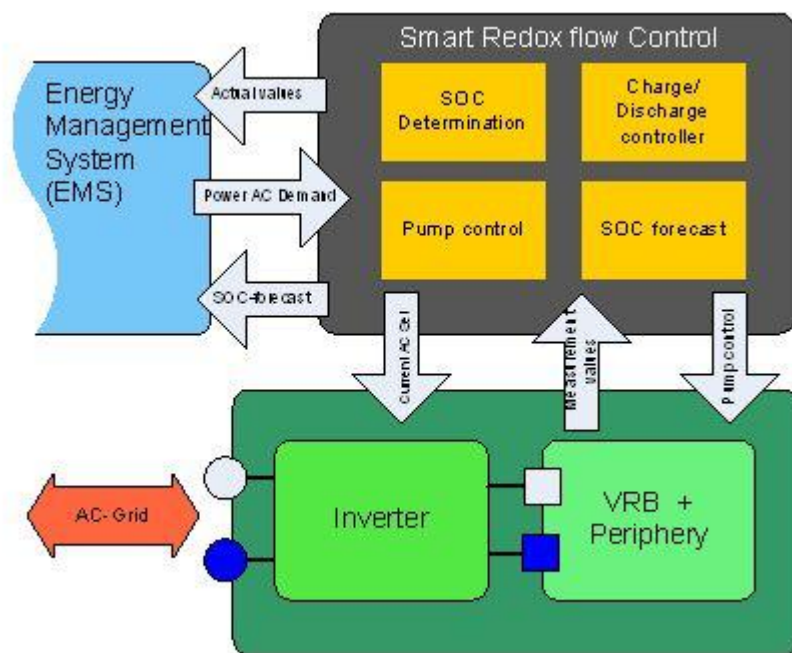 Smart Redox flow Control
Energy
Management
System
(EMS)
Actual values
Power AC Demand
SOC-forecast
SOC
Determination
Charge/
Discharge
controller
Pump control
SOC forecast
Current AC
Measurement
values
Pump control
AC- Grid
Inverter
VRB +
Periphery